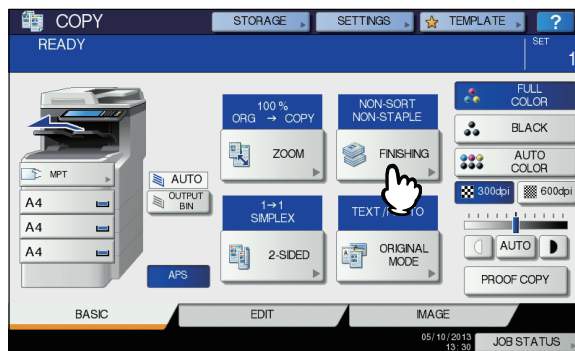 COPY
STORAGE
SETTINGS
TEMPLATE
?
READY
SET
1
100 %
ORG → COPY
ZOOM
NON-SORT
NON-STAPLE
FINISHING
FULL
COLOR
BLACK
AUTO
COLOR
300dpi
600dpi
MPT
A4
A4
A4
AUTO
OUTPUT
BIN
1→1
SIMPLEX
2-SIDED
TEXT/
TO
ORIGINAL
MODE
AUTO
APS
PROOF COPY
BASIC
EDIT
IMAGE
05/10/2013
13:30
JOB STATUS